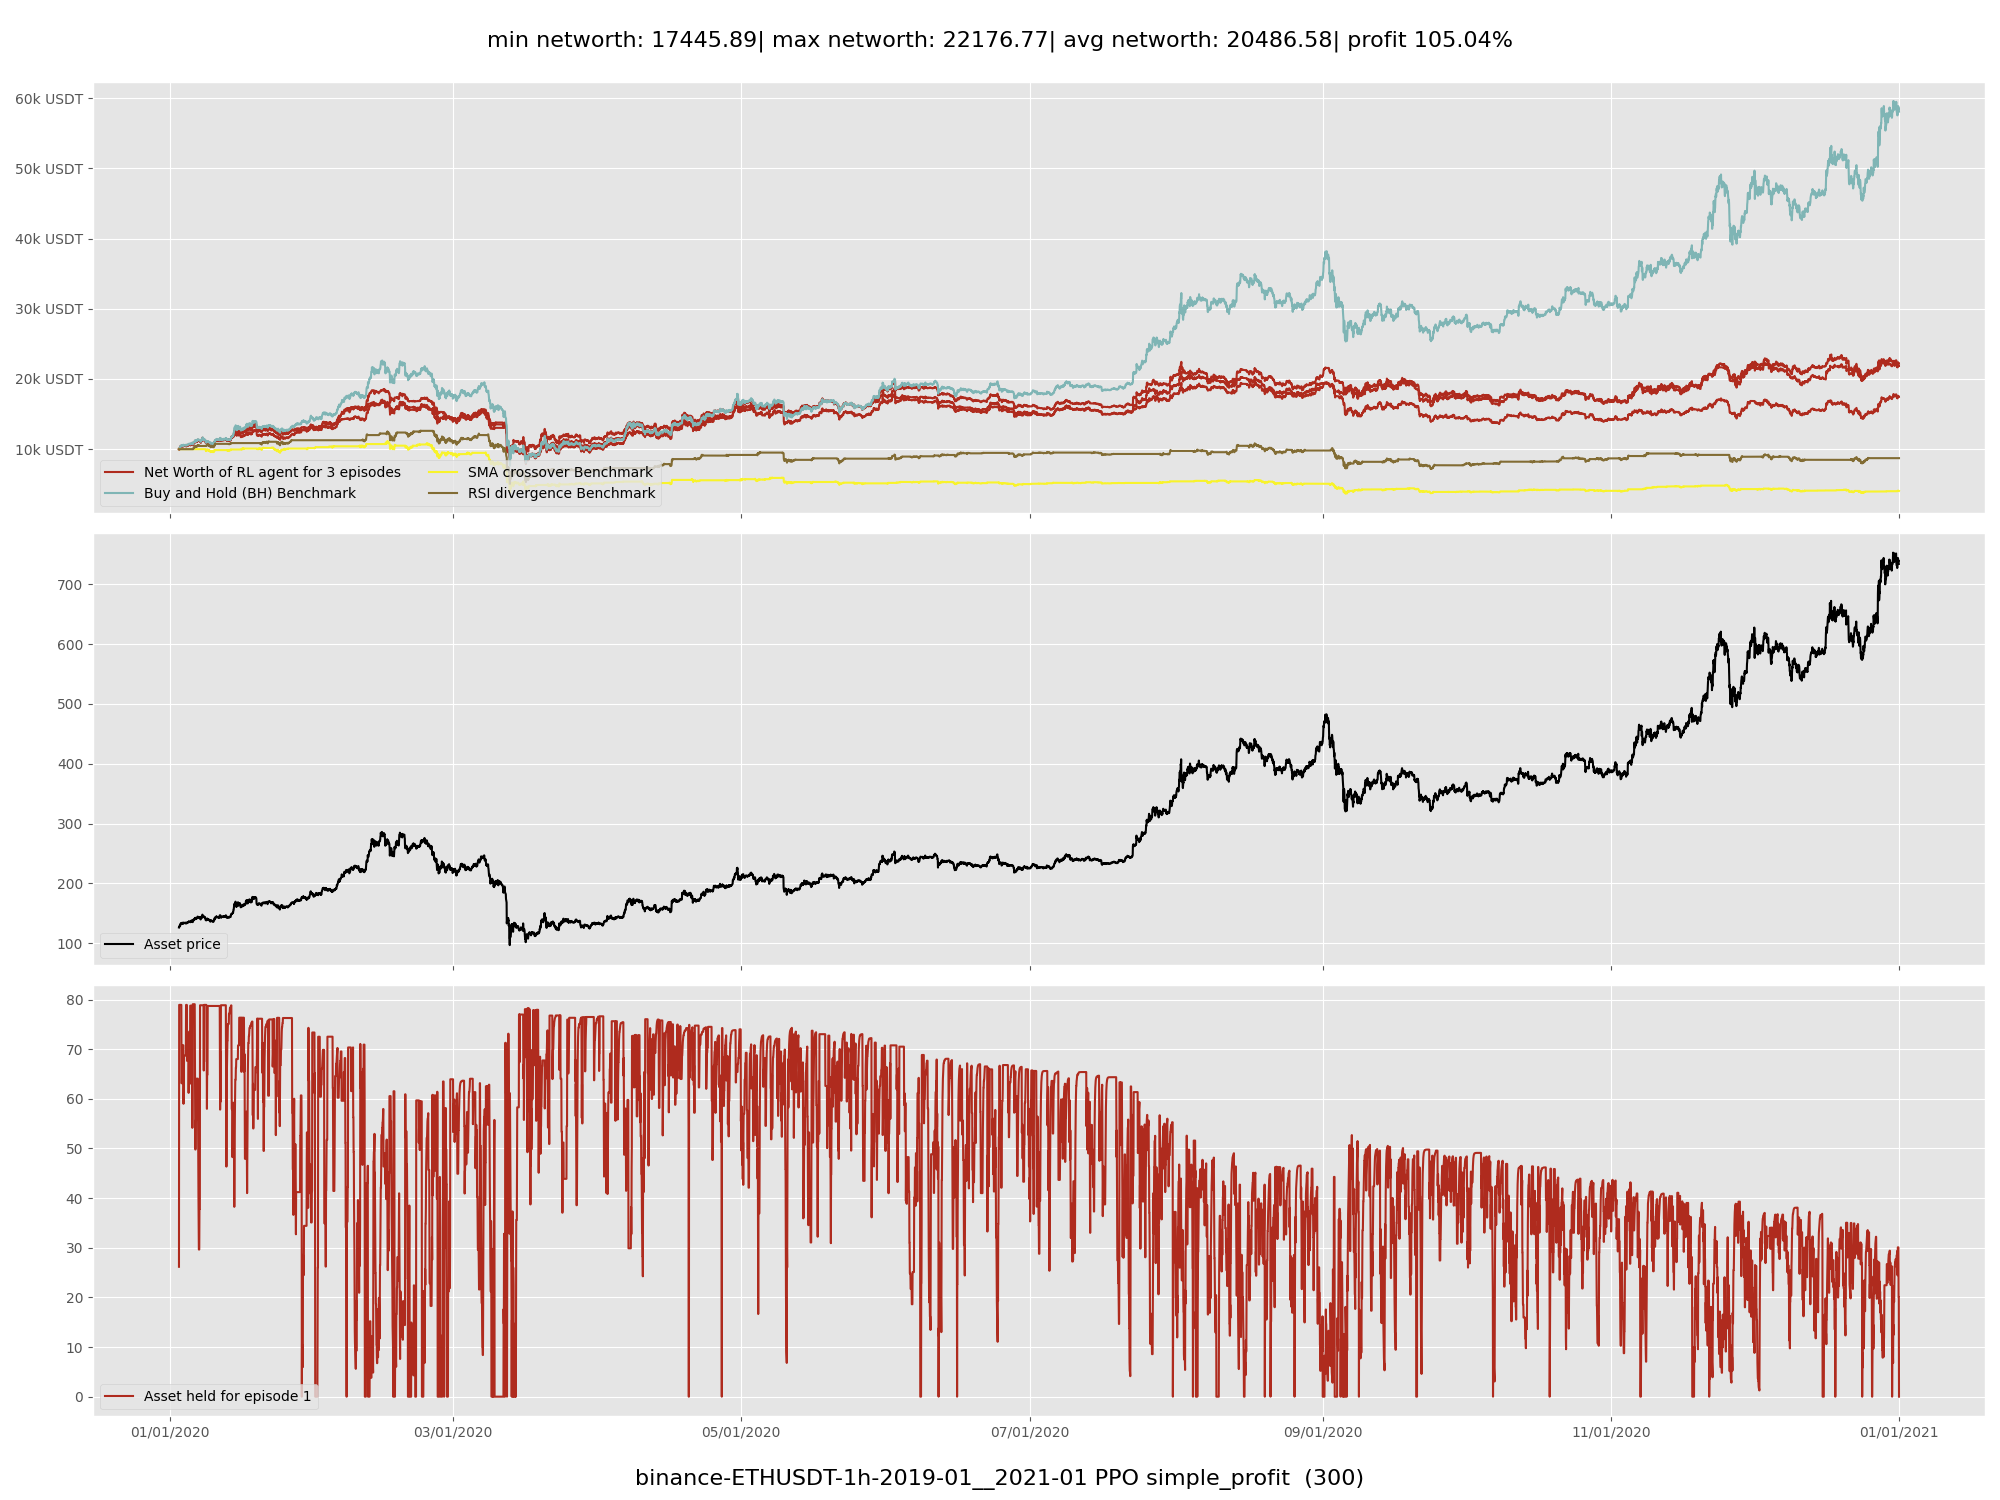 min networth: 17445.89| max networth: 22176.77| avg networth: 20486.58| profit 105.04%
60k USDT
50k USDT
40k USDT
30k USDT
20k USDT
10k USDT
Net Worth of RL agent for 3 episodes
Buy and Hold (BH) Benchmark
SMA crossover Benchmark
RSI divergence Benchmark
700
600
500
400
300
200
100
Asset price
80
70
60
50
40
30
20
10
0
Asset held for episode 1
01/01/2020 03/01/2020 05/01/2020 07/01/2020 09/01/2020 11/01/2020 01/01/2021
binance-ETHUSDT-1h-2019-01__2021-01 PPO simple_profit (300)